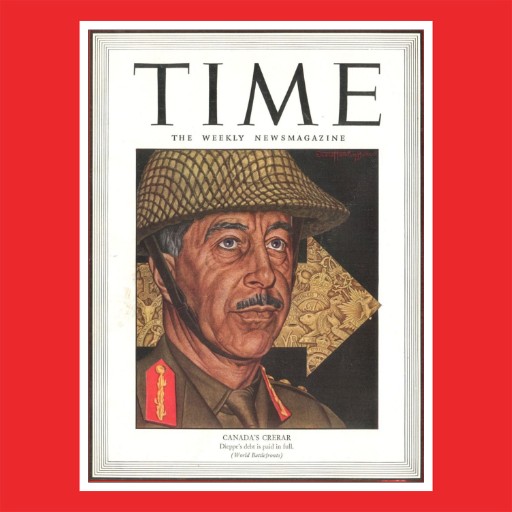 TIME
THE WEEKLY NEWSMAGAZINE
CANADA'S CRERAR
Dieppe's debt is paid in full.
(World Battlefronts)